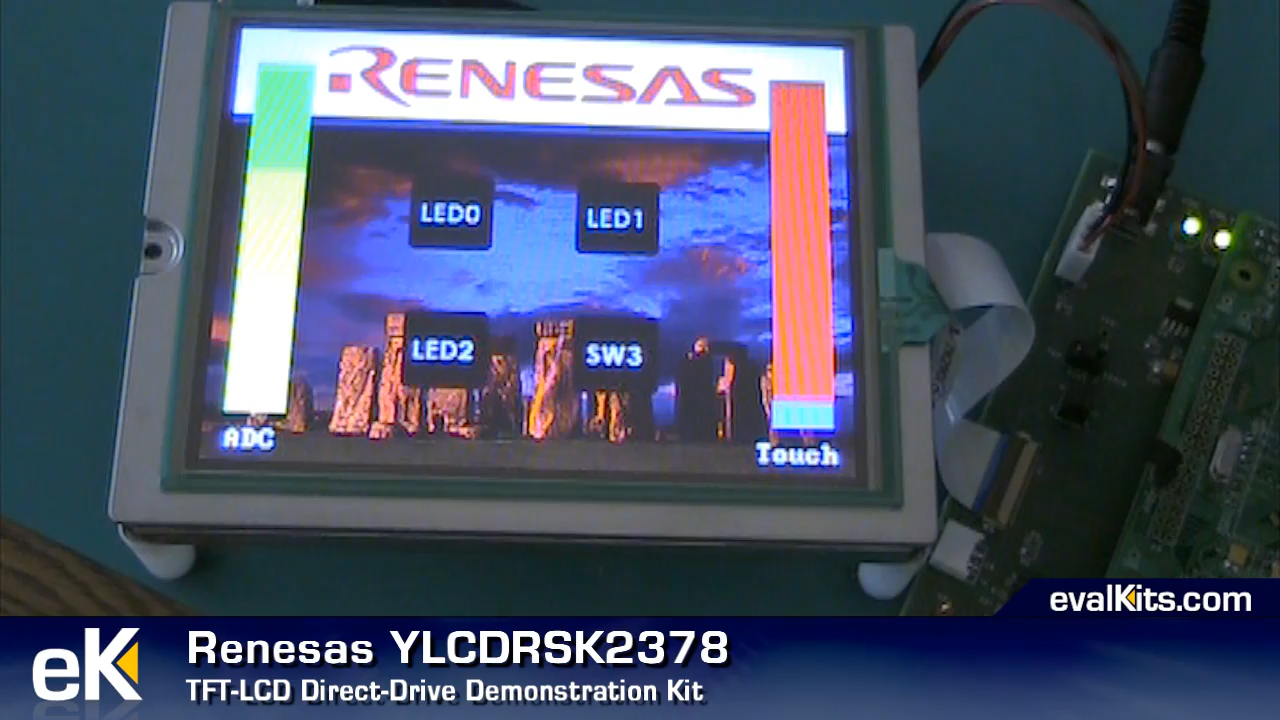 RENESAS
LED0
LED1
LED2
SW3
ADC
Touch
evalKits.com
eK
Renesas YLCDRSK2378
TFT-LCD Direct-Drive Demonstration Kit